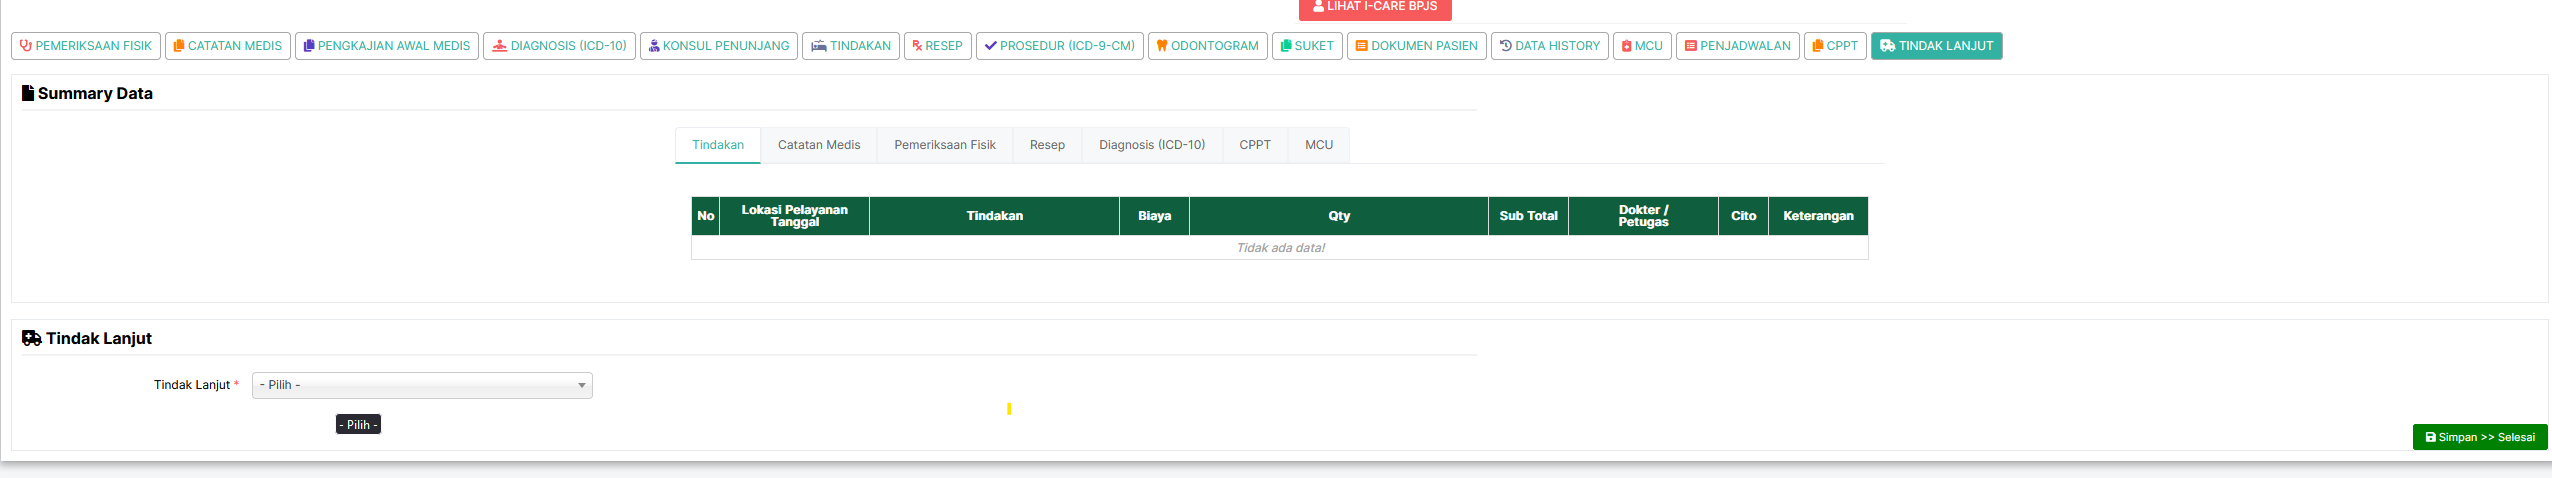 LIHAT I-CARE BPJS
PEMERIKSAAN FISIK CATATAN MEDIS PENGKAJIAN AWAL MEDIS DIAGNOSIS (ICD-10) KONSUL PENUNJANG TINDAKAN RESEP PROSEDUR (ICD-9-CM) ODONTOGRAM SUKET DOKUMEN PASIEN DATA HISTORY MCU PENJADWALAN CPPT TINDAK LANJUT
Summary Data
Tindakan Catatan Medis Pemeriksaan Fisik Resep Diagnosis (ICD-10) CPPT MCU
No Lokasi Pelayanan Tanggal Tindakan Biaya Qty Sub Total Dokter / Petugas Cito Keterangan
Tidak ada data!
Tindak Lanjut
Tindak Lanjut * - Pilih -
- Pilih -
Simpan >> Selesai